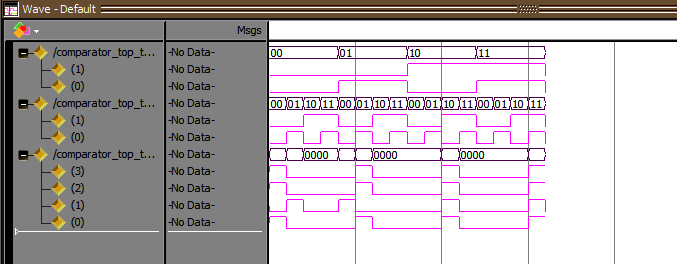 Wave - Default
Msgs
/comparator_top_t... -No Data- 00 01 10 11
(1) -No Data-
(0) -No Data-
/comparator_top_t... -No Data- 00 01 10 11 00 01 10 11 00 01 10 11 00 01 10 11
(1) -No Data-
(0) -No Data-
/comparator_top_t... -No Data- 0000 0000 0000
(3) -No Data-
(2) -No Data-
(1) -No Data-
(0) -No Data-